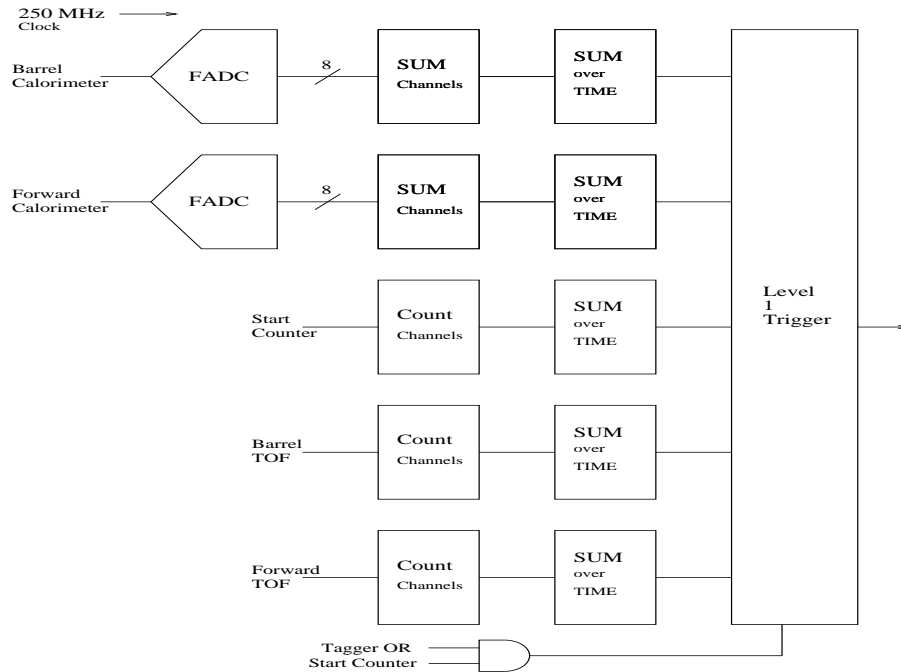 250 MHz
Clock
Barrel
Calorimeter
FADC
8
SUM
Channels
SUM
over
TIME
Forward
Calorimeter
FADC
8
SUM
Channels
SUM
over
TIME
Start
Counter
Count
Channels
SUM
over
TIME
Level
1
Trigger
Barrel
TOF
Count
Channels
SUM
over
TIME
Forward
TOF
Count
Channels
SUM
over
TIME
Tagger OR
Start Counter